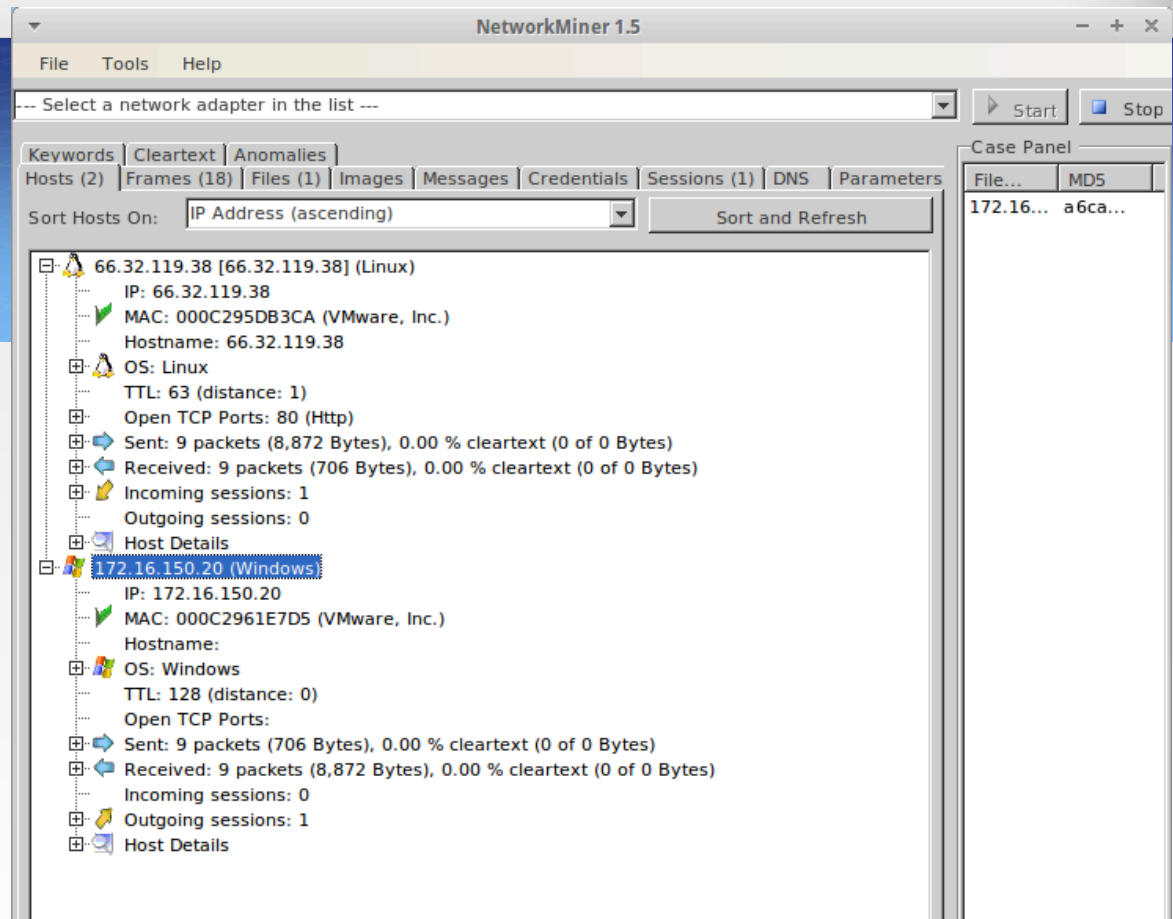 NetworkMiner 1.5
File Tools Help
--- Select a network adapter in the list ---
Start Stop
Keywords Cleartext Anomalies
Hosts (2) Frames (18) Files (1) Images Messages Credentials Sessions (1) DNS Parameters
Sort Hosts On: IP Address (ascending) Sort and Refresh
66.32.119.38 [66.32.119.38] (Linux)
IP: 66.32.119.38
MAC: 000C295DB3CA (VMware, Inc.)
Hostname: 66.32.119.38
OS: Linux
TTL: 63 (distance: 1)
Open TCP Ports: 80 (Http)
Sent: 9 packets (8,872 Bytes), 0.00 % cleartext (0 of 0 Bytes)
Received: 9 packets (706 Bytes), 0.00 % cleartext (0 of 0 Bytes)
Incoming sessions: 1
Outgoing sessions: 0
Host Details
172.16.150.20 (Windows)
IP: 172.16.150.20
MAC: 000C2961E7D5 (VMware, Inc.)
Hostname:
OS: Windows
TTL: 128 (distance: 0)
Open TCP Ports:
Sent: 9 packets (706 Bytes), 0.00 % cleartext (0 of 0 Bytes)
Received: 9 packets (8,872 Bytes), 0.00 % cleartext (0 of 0 Bytes)
Incoming sessions: 0
Outgoing sessions: 1
Host Details
Case Panel
File... MD5
172.16... a6ca...